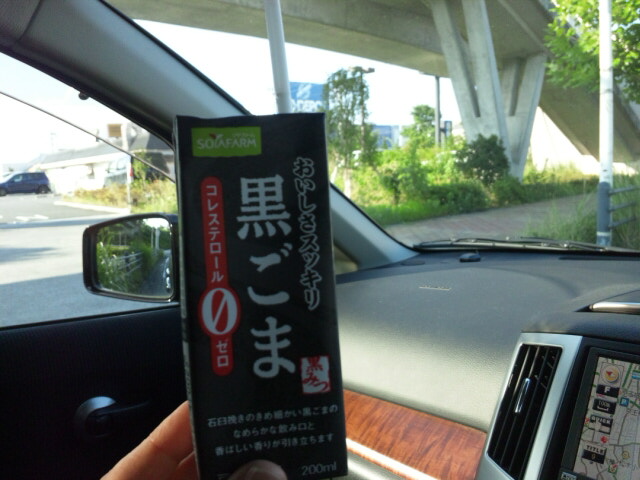 SOYAFARM
おいしさスッキリ
黒ごま
コレステロール
0
ゼロ
黒みつ
石臼挽きのきめ細かい黒ごまの
なめらかな飲み口と
香ばしい香りが引き立ちます
200ml